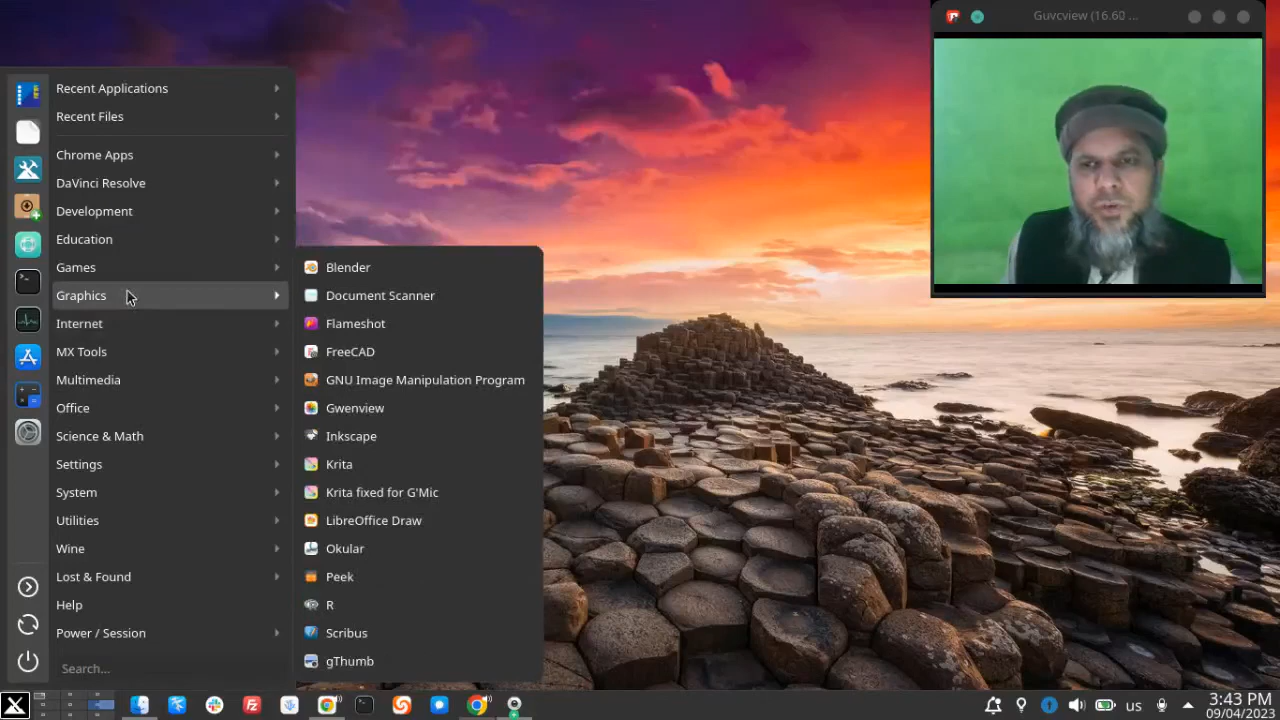 Guvcview (16.60 ...
Recent Applications
Recent Files
Chrome Apps
DaVinci Resolve
Development
Education
Games
Graphics
Internet
MX Tools
Multimedia
Office
Science & Math
Settings
System
Utilities
Wine
Lost & Found
Help
Power / Session
Search...
Blender
Document Scanner
Flameshot
FreeCAD
GNU Image Manipulation Program
Gwenview
Inkscape
Krita
Krita fixed for G'Mic
LibreOffice Draw
Okular
Peek
R
Scribus
gThumb
us
3:43 PM
09/04/2023